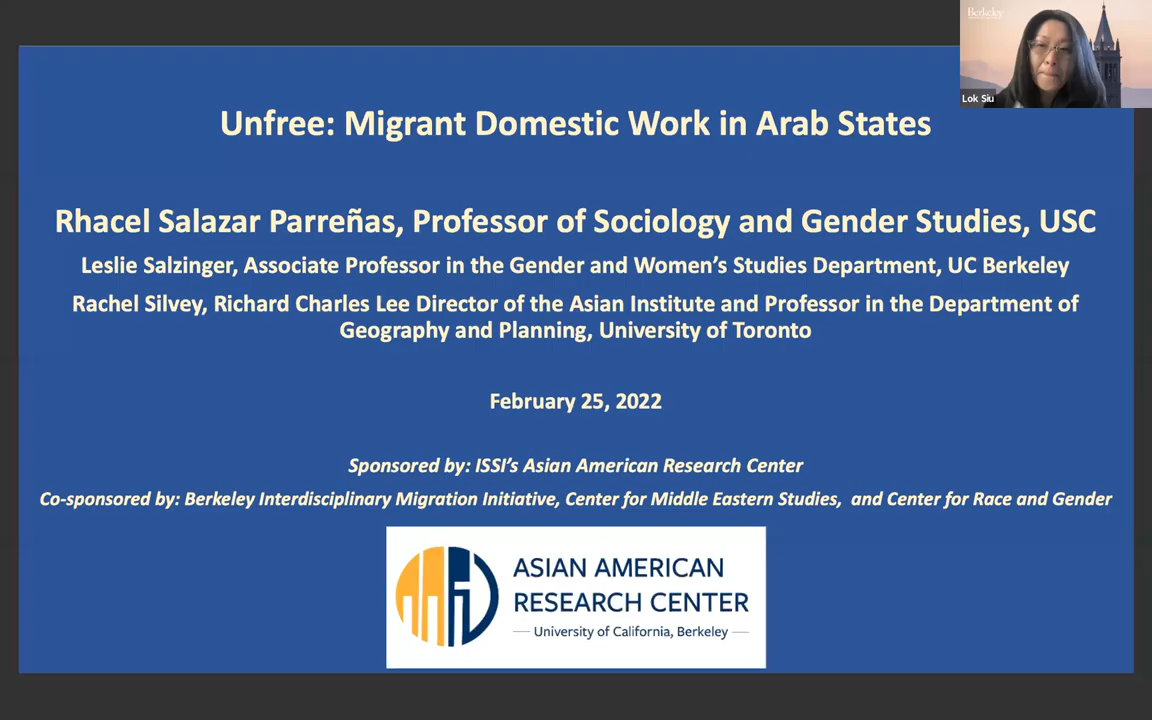 Berkeley
Lok Siu
Unfree: Migrant Domestic Work in Arab States
Rhacel Salazar Parreñas, Professor of Sociology and Gender Studies, USC
Leslie Salzinger, Associate Professor in the Gender and Women’s Studies Department, UC Berkeley
Rachel Silvey, Richard Charles Lee Director of the Asian Institute and Professor in the Department of
Geography and Planning, University of Toronto
February 25, 2022
Sponsored by: ISSI’s Asian American Research Center
Co-sponsored by: Berkeley Interdisciplinary Migration Initiative, Center for Middle Eastern Studies, and Center for Race and Gender
ASIAN AMERICAN
RESEARCH CENTER
University of California, Berkeley